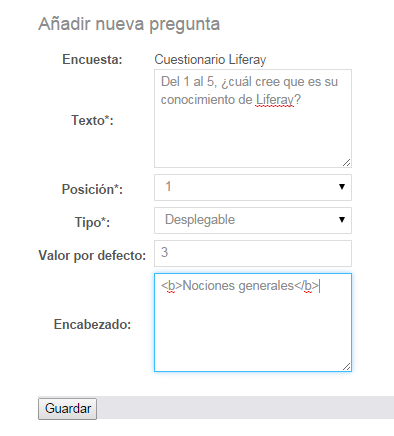 Añadir nueva pregunta
Encuesta: Cuestionario Liferay
Texto*: Del 1 al 5, ¿cuál cree que es su
conocimiento de Liferay?
Posición*: 1
Tipo*: Desplegable
Valor por defecto: 3
Encabezado: <b>Nociones generales</b>
Guardar